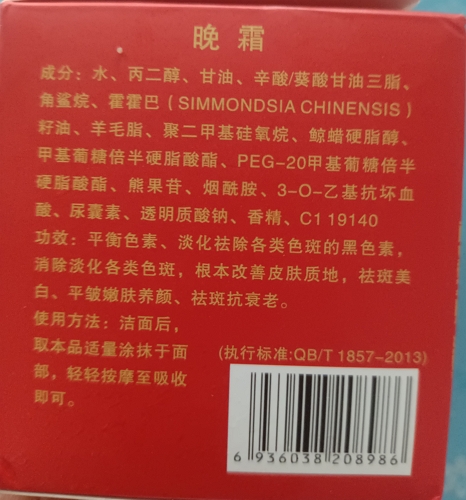 晚霜
成分：水、丙二醇、甘油、辛酸/葵酸甘油三脂、
角鲨烷、霍霍巴（SIMMONDSIA CHINENSIS）
籽油、羊毛脂、聚二甲基硅氧烷、鲸蜡硬脂醇、
甲基葡糖倍半硬脂酸酯、PEG-20甲基葡糖倍半
硬脂酸酯、熊果苷、烟酰胺、3-O-乙基抗坏血
酸、尿囊素、透明质酸钠、香精、C1 19140
功效：平衡色素、淡化祛除各类色斑的黑色素，
消除淡化各类色斑，根本改善皮肤质地，祛斑美
白、平皱嫩肤养颜、祛斑抗衰老。
使用方法：洁面后，
取本品适量涂抹于面
部，轻轻按摩至吸收
即可。
(执行标准:QB/T 1857-2013)
6 936038 208986